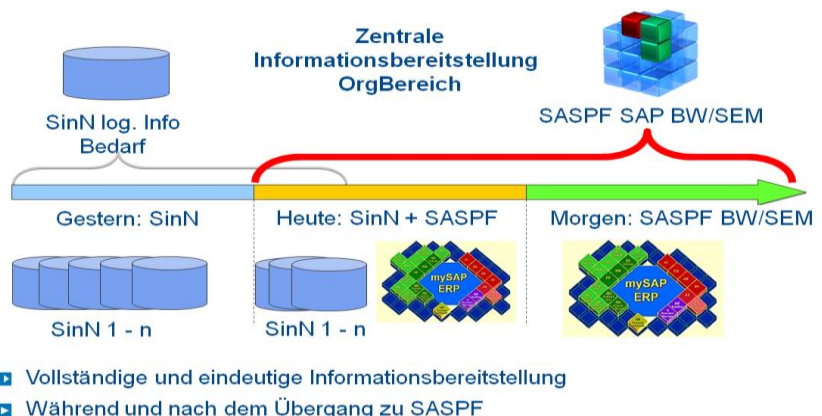 Zentrale
Informationsbereitstellung
OrgBereich
SinN log. Info
Bedarf
SASPF SAP BW/SEM
Gestern: SinN
Heute: SinN + SASPF
Morgen: SASPF BW/SEM
mySAP
ERP
mySAP
ERP
SinN 1 - n
SinN 1 - n
Vollständige und eindeutige Informationsbereitstellung
Während und nach dem Übergang zu SASPF